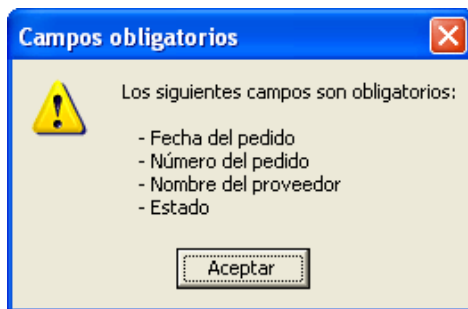 Campos obligatorios
Los siguientes campos son obligatorios:
- Fecha del pedido
- Número del pedido
- Nombre del proveedor
- Estado
Aceptar